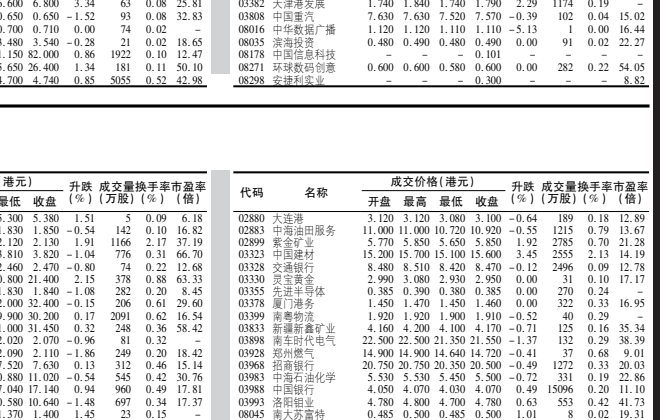 5.600 6.800 3.34 63 0.08 25.81
0.650 0.650 −1.52 93 0.08 32.83
0.700 0.710 0.00 74 0.02 −
3.480 3.540 −0.28 21 0.02 18.65
1.150 82.000 0.86 1922 0.10 12.47
5.650 26.400 1.34 181 0.11 50.10
4.700 4.740 0.85 5055 0.52 42.98
03382 天津港发展 1.740 1.840 1.740 1.790 2.29 1174 0.19 −
03808 中国重汽 7.630 7.630 7.520 7.570 −0.39 102 0.04 15.02
08016 中华数据广播 1.120 1.120 1.110 1.110 −5.13 1 0.00 16.44
08035 滨海投资 0.480 0.490 0.480 0.490 0.00 91 0.02 22.27
08178 中国信息科技 − − − 0.101 − − − −
08271 环球数码创意 0.600 0.600 0.580 0.600 0.00 282 0.22 54.05
08298 安捷利实业 − − − 0.300 − − − 8.82
港元) 升跌 成交量 换手率 市盈率
最低 收盘 (%) (万股) (%) (倍)
5.300 5.380 1.51 5 0.09 6.18
1.830 1.850 −0.54 142 0.10 16.82
2.120 2.130 1.91 1166 2.17 37.19
3.810 3.820 −1.04 776 0.31 66.70
2.460 2.470 −0.80 74 0.22 12.68
0.800 21.400 2.15 378 0.88 63.33
1.830 1.840 −1.08 282 0.20 8.45
2.000 32.400 −0.15 206 0.61 29.60
9.900 30.200 0.17 2091 0.62 16.54
1.000 31.450 0.32 248 0.36 58.42
2.020 2.070 −0.96 81 0.32 −
2.090 2.110 −1.86 249 0.20 18.42
7.520 7.630 0.13 312 0.46 15.14
0.880 11.020 −0.54 545 0.42 30.76
7.040 17.140 0.94 960 0.49 17.81
0.580 10.640 −1.48 697 0.34 17.37
1.370 1.400 1.45 23 0.15 −
代码 名称 成交价格(港元) 升跌 成交量 换手率 市盈率
开盘 最高 最低 收盘 (%) (万股) (%) (倍)
02880 大连港 3.120 3.120 3.080 3.100 −0.64 189 0.18 12.89
02883 中海油田服务 11.000 11.000 10.720 10.920 −0.55 1215 0.79 13.67
02899 紫金矿业 5.770 5.850 5.650 5.850 1.92 2785 0.70 21.28
03323 中国建材 15.200 15.700 15.100 15.600 3.45 2555 2.13 14.19
03328 交通银行 8.480 8.510 8.420 8.470 −0.12 2496 0.09 12.78
03330 灵宝黄金 2.990 3.080 2.930 2.950 0.00 31 0.10 17.17
03355 先进半导体 0.385 0.390 0.380 0.385 0.00 270 0.24 −
03378 厦门港务 1.450 1.470 1.450 1.460 0.00 322 0.33 16.95
03399 南粤物流 1.920 1.920 1.900 1.910 −0.52 40 0.29 −
03833 新疆新鑫矿业 4.160 4.200 4.100 4.170 −0.71 125 0.16 35.34
03898 南车时代电气 22.500 22.500 21.350 21.550 −1.37 132 0.29 38.39
03928 郑州燃气 14.900 14.900 14.640 14.720 −0.41 37 0.68 9.01
03968 招商银行 20.750 20.750 20.350 20.500 −0.49 1272 0.33 20.03
03983 中海石油化学 5.530 5.530 5.450 5.500 −0.72 331 0.19 22.86
03988 中国银行 4.050 4.070 4.030 4.070 0.49 15096 0.20 11.10
03993 洛阳钼业 4.780 4.800 4.700 4.780 0.63 553 0.42 41.73
08045 南大苏富特 0.485 0.500 0.485 0.500 1.01 8 0.02 19.31